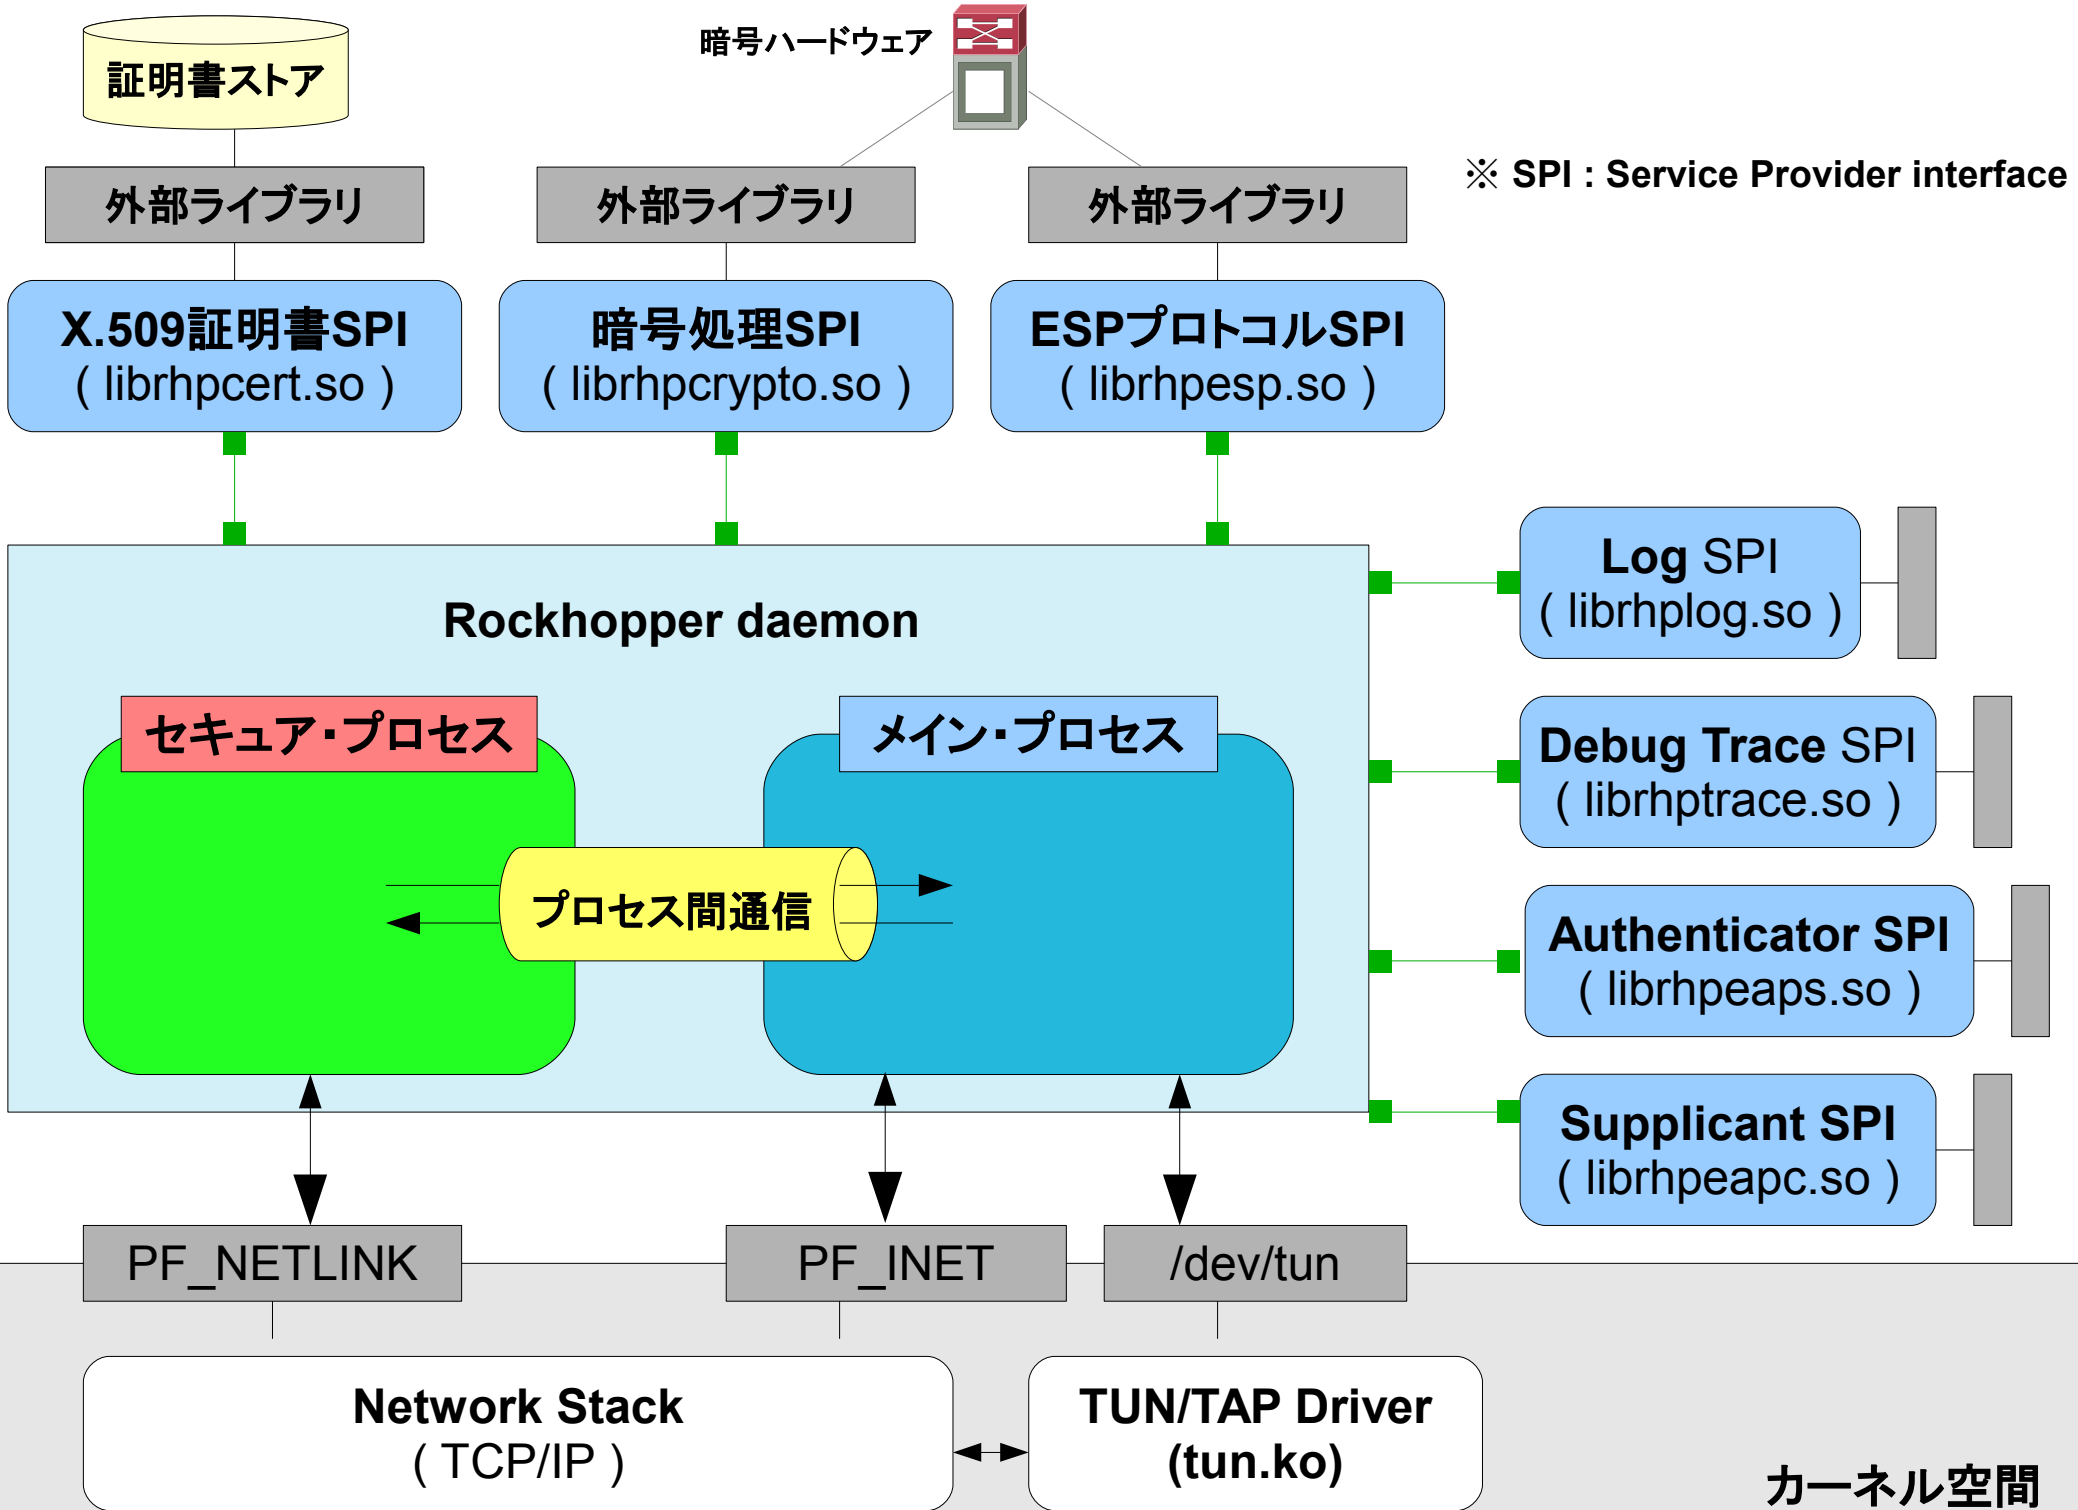 証明書ストア
暗号ハードウェア
※ SPI : Service Provider interface
外部ライブラリ
外部ライブラリ
外部ライブラリ
X.509証明書SPI
( librhpcert.so )
暗号処理SPI
( librhpcrypto.so )
ESPプロトコルSPI
( librhpesp.so )
Rockhopper daemon
Log SPI
( librhplog.so )
セキュア・プロセス
メイン・プロセス
Debug Trace SPI
( librhptrace.so )
プロセス間通信
Authenticator SPI
( librhpeaps.so )
Supplicant SPI
( librhpeapc.so )
PF_NETLINK
PF_INET
/dev/tun
Network Stack
( TCP/IP )
TUN/TAP Driver
(tun.ko)
カーネル空間